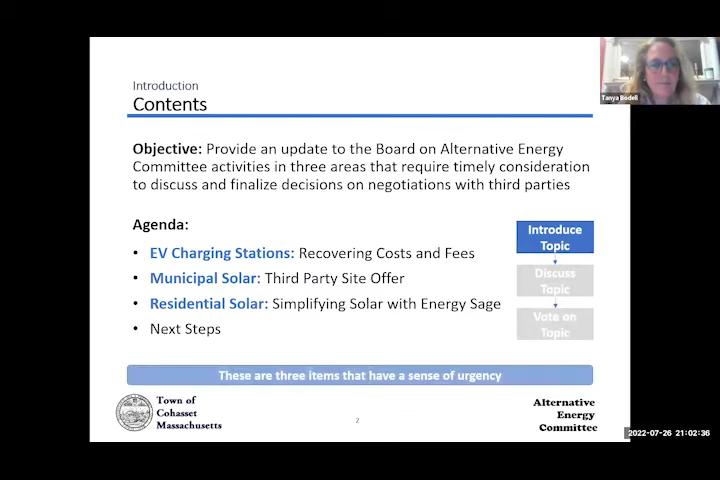 Introduction
Contents
Objective: Provide an update to the Board on Alternative Energy
Committee activities in three areas that require timely consideration
to discuss and finalize decisions on negotiations with third parties
Agenda:
• EV Charging Stations: Recovering Costs and Fees
• Municipal Solar: Third Party Site Offer
• Residential Solar: Simplifying Solar with Energy Sage
• Next Steps
Introduce
Topic
Discuss
Topic
Vote on
Topic
These are three items that have a sense of urgency
Town of
Cohasset
Massachusetts
2
Alternative
Energy
Committee
Tanya Bodell
2022-07-26 21:02:36